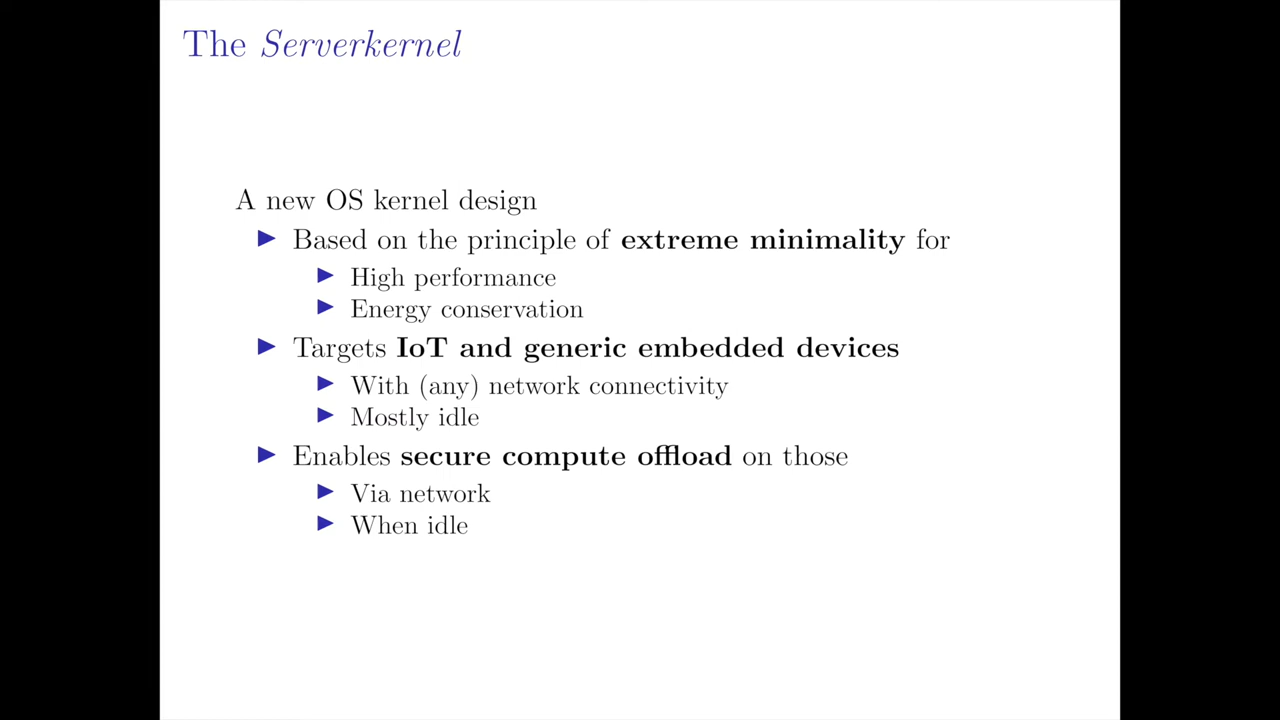 The Serverkernel
A new OS kernel design
Based on the principle of extreme minimality for
High performance
Energy conservation
Targets IoT and generic embedded devices
With (any) network connectivity
Mostly idle
Enables secure compute offload on those
Via network
When idle